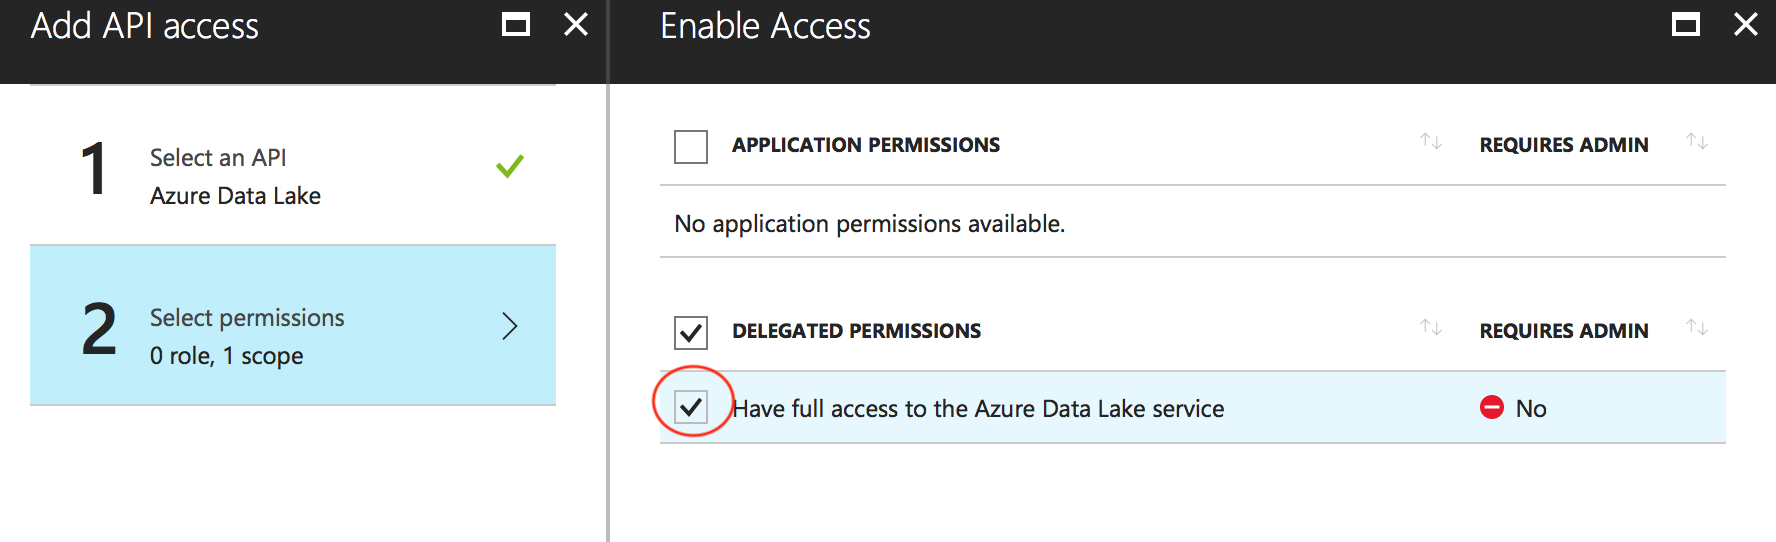 Add API access
1
Select an API
Azure Data Lake
2
Select permissions
0 role, 1 scope
Enable Access
APPLICATION PERMISSIONS REQUIRES ADMIN
No application permissions available.
DELEGATED PERMISSIONS REQUIRES ADMIN
Have full access to the Azure Data Lake service No